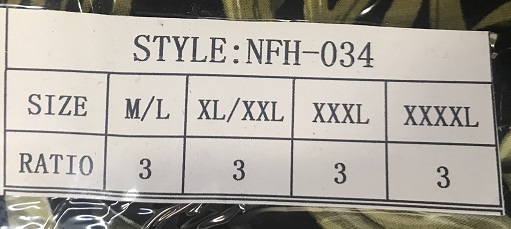 STYLE:NFH-034
SIZE M/L XL/XXL XXXL XXXXL
RATIO 3 3 3 3